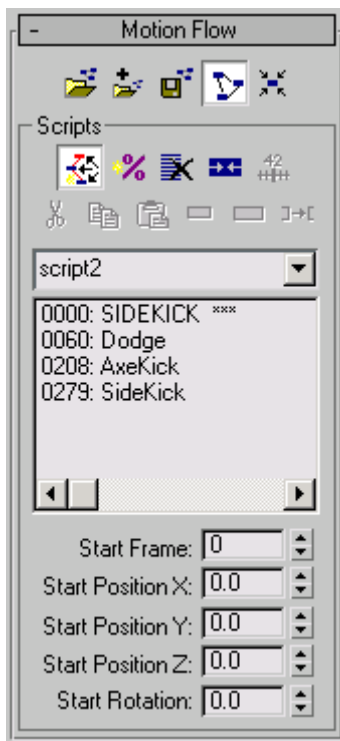 - Motion Flow
Scripts
42
script2
0000: SIDEKICK ***
0060: Dodge
0208: AxeKick
0279: SideKick
Start Frame: 0
Start Position X: 0.0
Start Position Y: 0.0
Start Position Z: 0.0
Start Rotation: 0.0